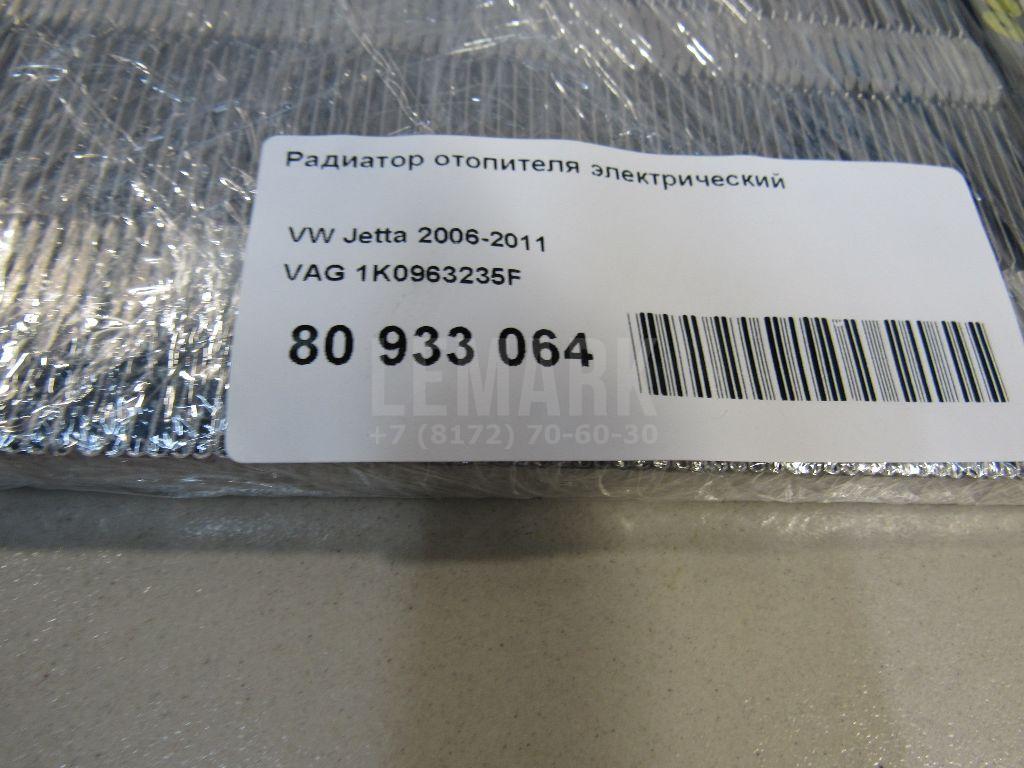 Радиатор отопителя электрический
VW Jetta 2006-2011
VAG 1K0963235F
80 933 064
LEMARK
+7 (8172) 70-60-30